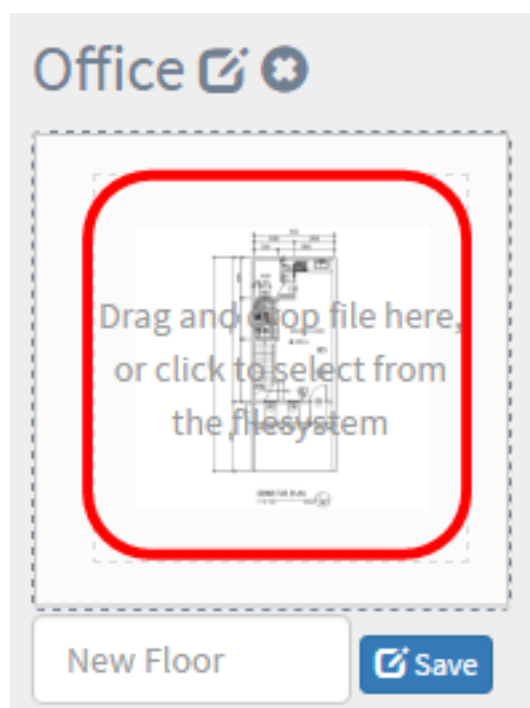 Office
Drag and drop file here,
or click to select from
the filesystem
New Floor
Save